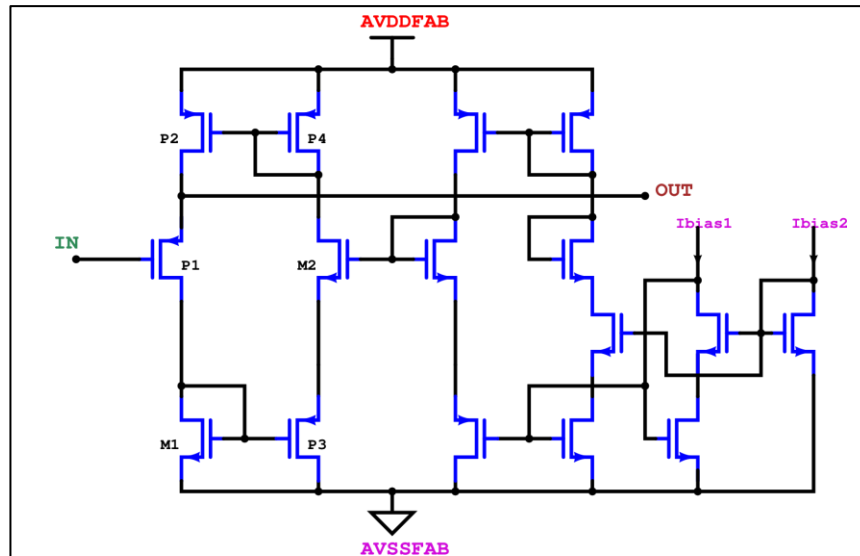 AVDDFAB
P2
P4
OUT
Ibias1
Ibias2
IN
P1
M2
M1
P3
AVSSFAB